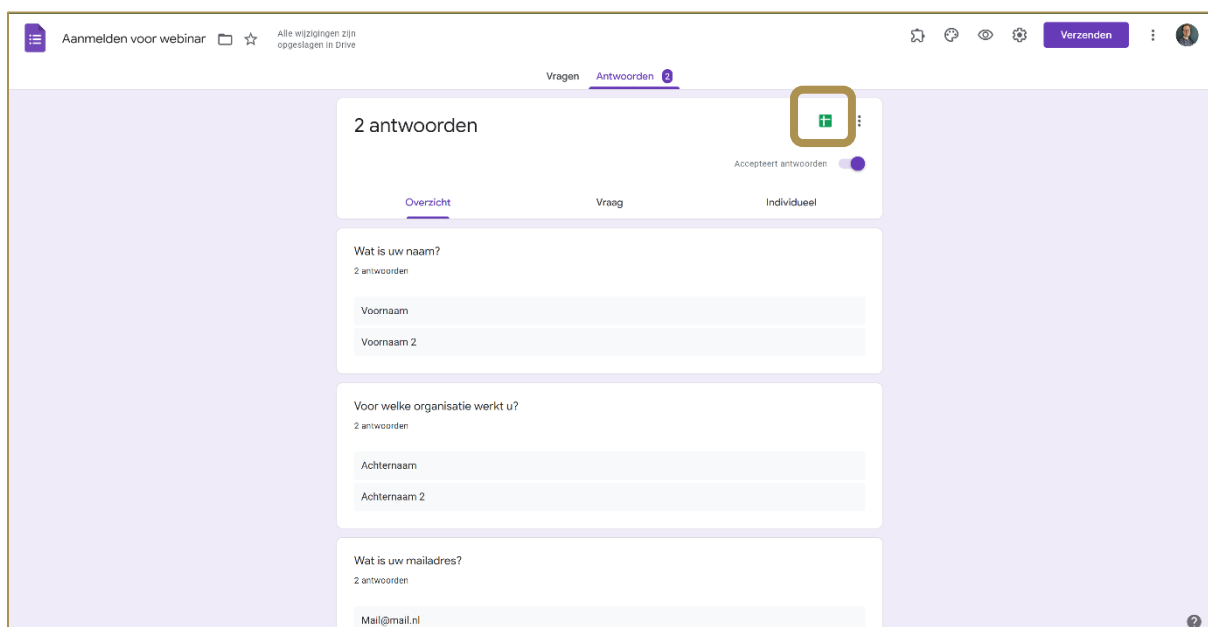 Aanmelden voor webinar
Alle wijzigingen zijn
opgeslagen in Drive
Verzenden
Vragen
Antwoorden 2
2 antwoorden
Accepteert antwoorden
Overzicht
Vraag
Individueel
Wat is uw naam?
2 antwoorden
Voornaam
Voornaam 2
Voor welke organisatie werkt u?
2 antwoorden
Achternaam
Achternaam 2
Wat is uw mailadres?
2 antwoorden
Mail@mail.nl